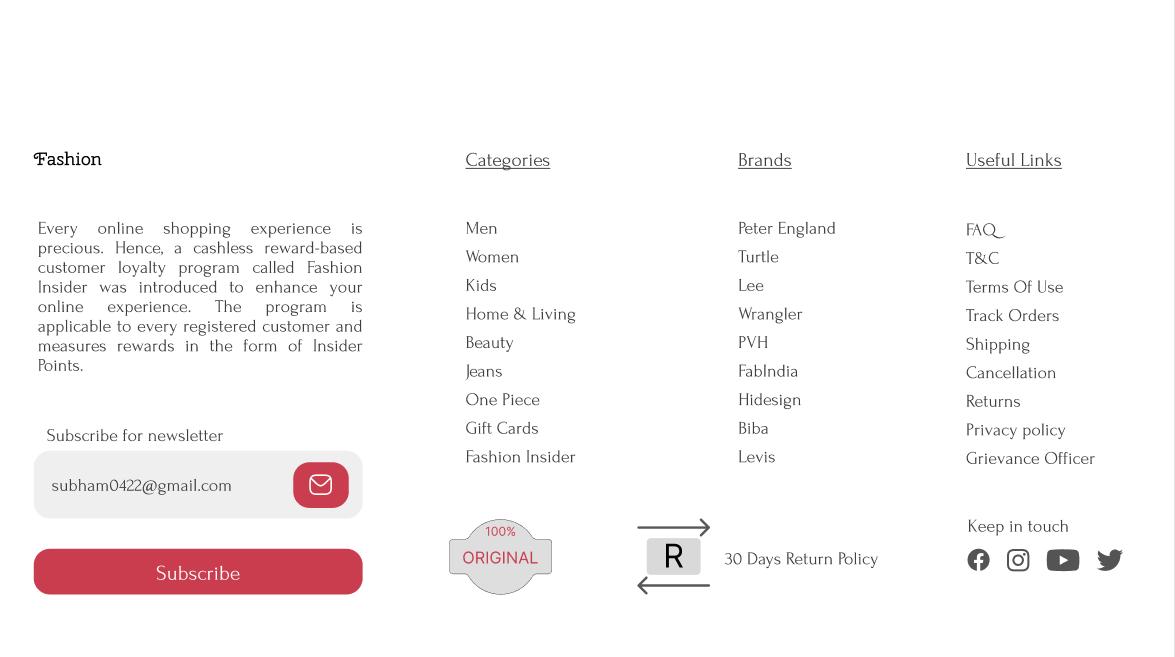 Fashion
Every online shopping experience is
precious. Hence, a cashless reward-based
customer loyalty program called Fashion
Insider was introduced to enhance your
online experience. The program is
applicable to every registered customer and
measures rewards in the form of Insider
Points.
Subscribe for newsletter
subham0422@gmail.com
Subscribe
Categories
Men
Women
Kids
Home & Living
Beauty
Jeans
One Piece
Gift Cards
Fashion Insider
100%
ORIGINAL
Brands
Peter England
Turtle
Lee
Wrangler
PVH
FabIndia
Hidesign
Biba
Levis
R
30 Days Return Policy
Useful Links
FAQ
T&C
Terms Of Use
Track Orders
Shipping
Cancellation
Returns
Privacy policy
Grievance Officer
Keep in touch